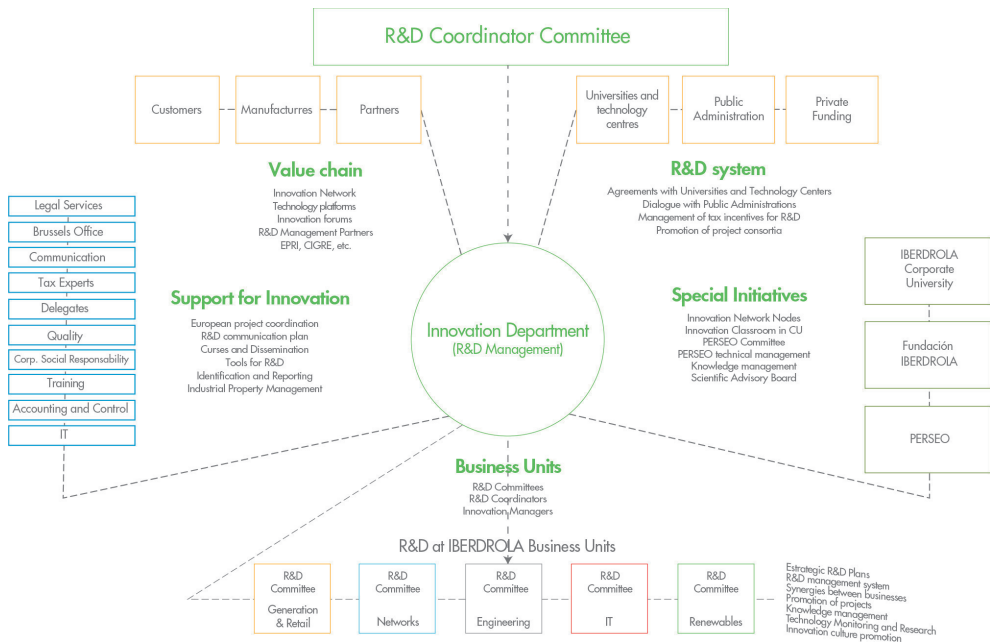 R&D Coordinator Committee
Customers
Manufacturres
Partners
Universities and
technology
centres
Public
Administration
Private
Funding
Value chain
Innovation Network
Technology platforms
Innovation forums
R&D Management Partners
EPRI, CIGRE, etc.
R&D system
Agreements with Universities and Technology Centers
Dialogue with Public Administrations
Management of tax incentives for R&D
Promotion of project consortia
Legal Services
Brussels Office
Communication
Tax Experts
Delegates
Quality
Corp. Social Responsability
Training
Accounting and Control
IT
Support for Innovation
European project coordination
R&D communication plan
Curses and Dissemination
Tools for R&D
Identification and Reporting
Industrial Property Management
Innovation Department
(R&D Management)
Special Initiatives
Innovation Network Nodes
Innovation Classroom in CU
PERSEO Committee
PERSEO technical management
Knowledge management
Scientific Advisory Board
IBERDROLA
Corporate
University
Fundación
IBERDROLA
PERSEO
Business Units
R&D Committees
R&D Coordinators
Innovation Managers
R&D at IBERDROLA Business Units
R&D
Committee
Generation
& Retail
R&D
Committee
Networks
R&D
Committee
Engineering
R&D
Committee
IT
R&D
Committee
Renewables
Estrategic R&D Plans
R&D management system
Synergies between businesses
Promotion of projects
Knowledge management
Technology Monitoring and Research
Innovation culture promotion